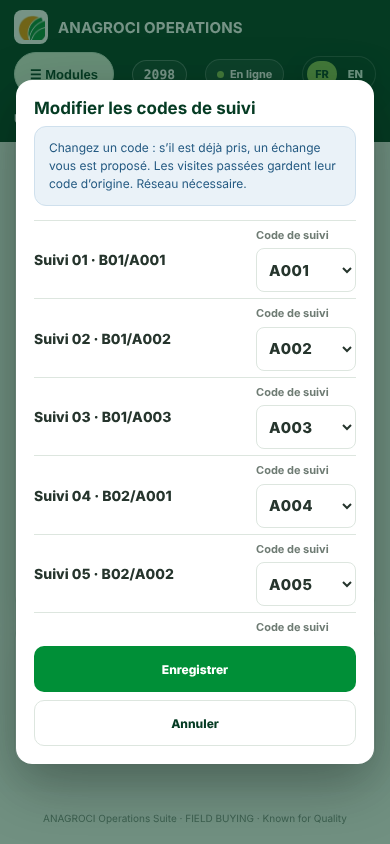 ANAGROCI OPERATIONS
☰ Modules
2098
En ligne
FR
EN
Modifier les codes de suivi
Changez un code : s’il est déjà pris, un échange
vous est proposé. Les visites passées gardent leur
code d’origine. Réseau nécessaire.
Code de suivi
Suivi 01 · B01/A001
A001
Code de suivi
Suivi 02 · B01/A002
A002
Code de suivi
Suivi 03 · B01/A003
A003
Code de suivi
Suivi 04 · B02/A001
A004
Code de suivi
Suivi 05 · B02/A002
A005
Code de suivi
Enregistrer
Annuler
ANAGROCI Operations Suite · FIELD BUYING · Known for Quality